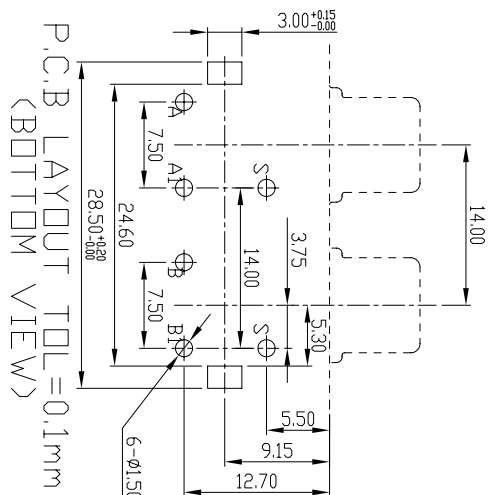 3.00 +0.15 -0.00
14.00
A
7.50
A1
S
24.60
28.50 +0.20 -0.00
14.00
3.75
B
7.50
B1
S
5.30
5.50
9.15
12.70
6-ø1.50
P.C.B LAYOUT TOL=0.1mm
(BOTTOM VIEW)